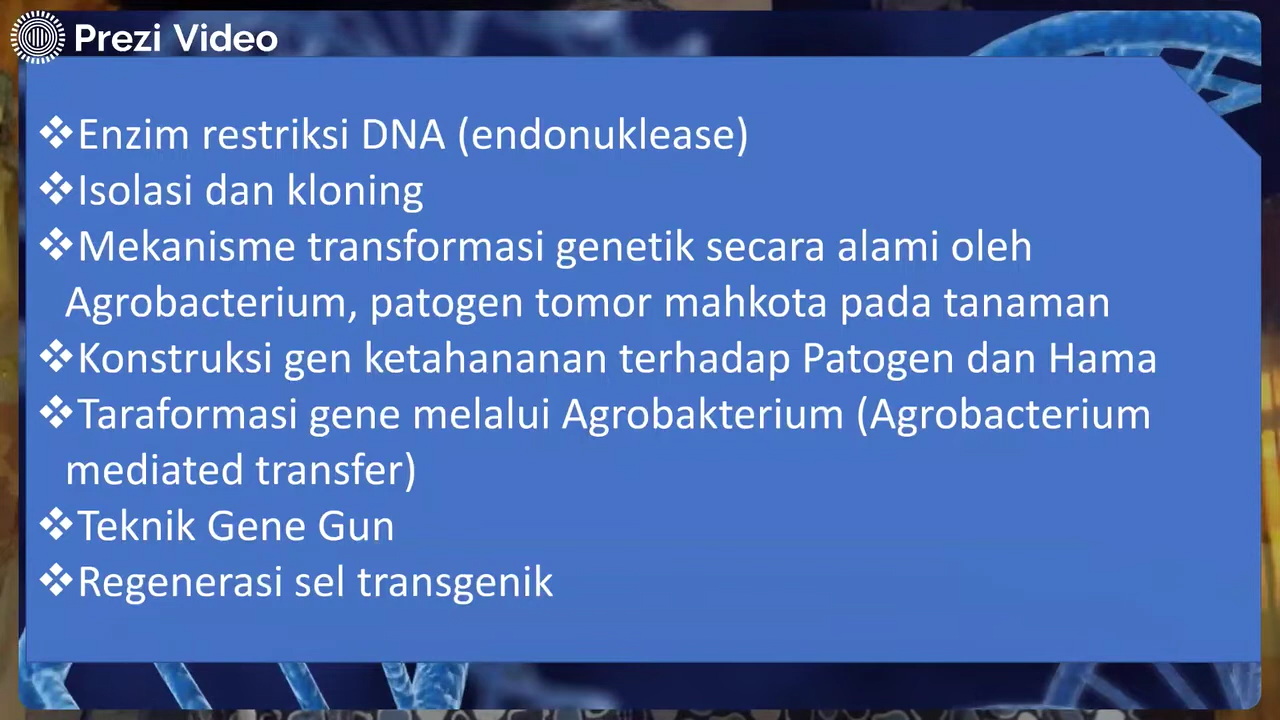 Prezi Video
❖Enzim restriksi DNA (endonuklease)
❖Isolasi dan kloning
❖Mekanisme transformasi genetik secara alami oleh
Agrobacterium, patogen tomor mahkota pada tanaman
❖Konstruksi gen ketahananan terhadap Patogen dan Hama
❖Taraformasi gene melalui Agrobakterium (Agrobacterium
mediated transfer)
❖Teknik Gene Gun
❖Regenerasi sel transgenik